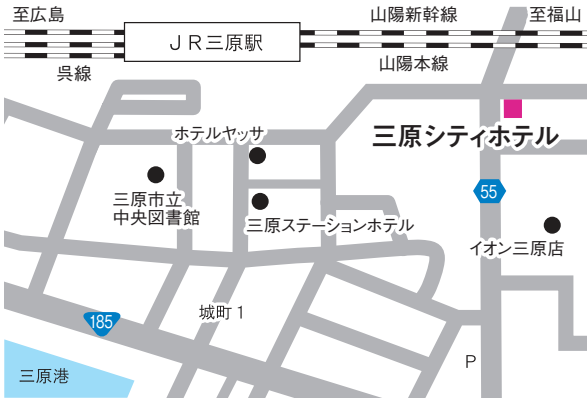 至広島
山陽新幹線
至福山
JR三原駅
呉線
山陽本線
ホテルヤッサ
三原シティホテル
三原市立
中央図書館
55
三原ステーションホテル
イオン三原店
城町1
185
P
三原港